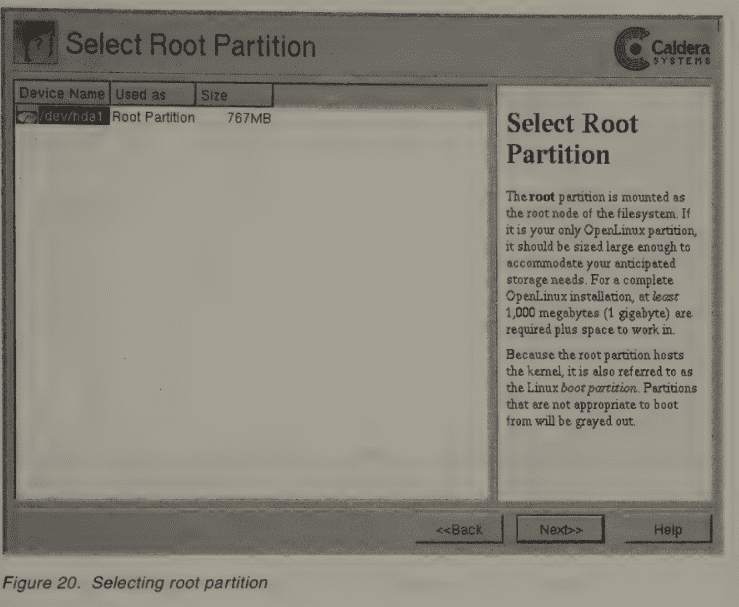 Select Root Partition
Caldera
SYSTEMS
Device Name Used as Size
/dev/hda1 Root Partition 767MB
Select Root
Partition
The root partition is mounted as
the root node of the filesystem. If
it is your only OpenLinux partition,
it should be sized large enough to
accommodate your anticipated
storage needs. For a complete
OpenLinux installation, at least
1,000 megabytes (1 gigabyte) are
required plus space to work in.
Because the root partition hosts
the kernel, it is also referred to as
the Linux boot partition. Partitions
that are not appropriate to boot
from will be grayed out.
<<Back Next>> Help
Figure 20. Selecting root partition